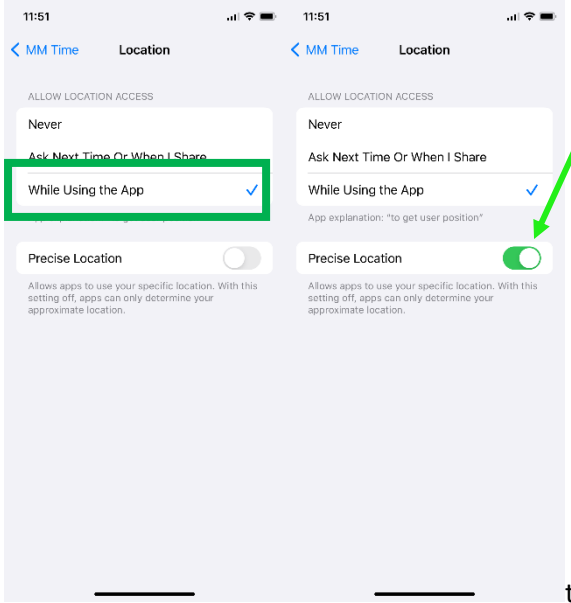 11:51
MM Time
Location
ALLOW LOCATION ACCESS
Never
Ask Next Time Or When I Share
While Using the App
Precise Location
Allows apps to use your specific location. With this
setting off, apps can only determine your
approximate location.
11:51
MM Time
Location
ALLOW LOCATION ACCESS
Never
Ask Next Time Or When I Share
While Using the App
App explanation: "to get user position"
Precise Location
Allows apps to use your specific location. With this
setting off, apps can only determine your
approximate location.
t